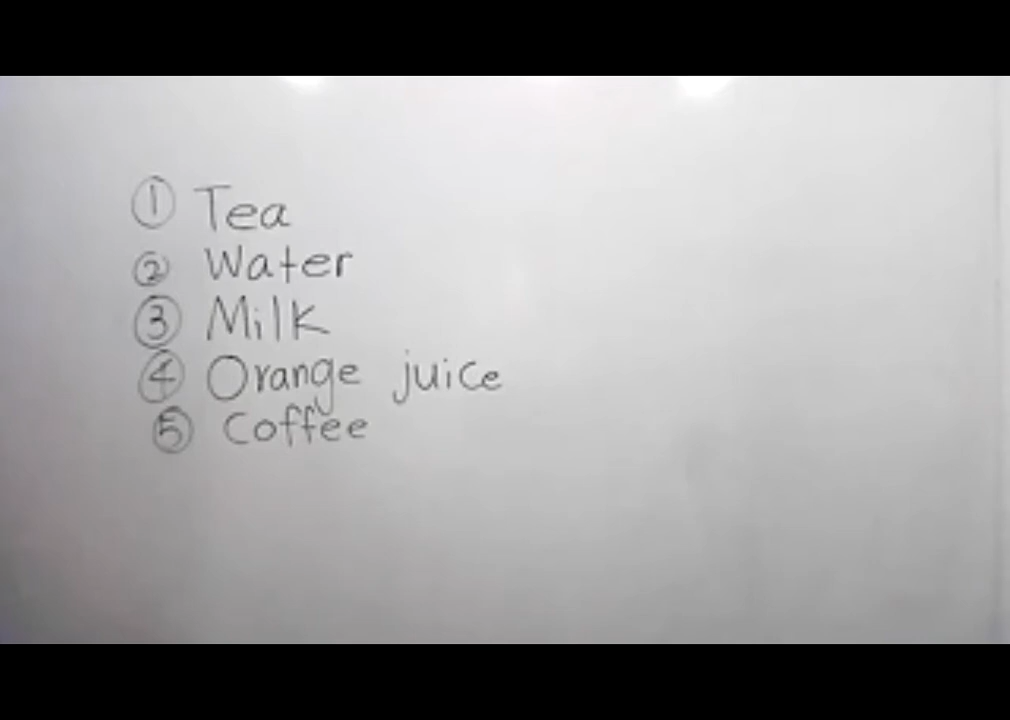 ① Tea
② Water
③ Milk
④ Orange juice
⑤ Coffee